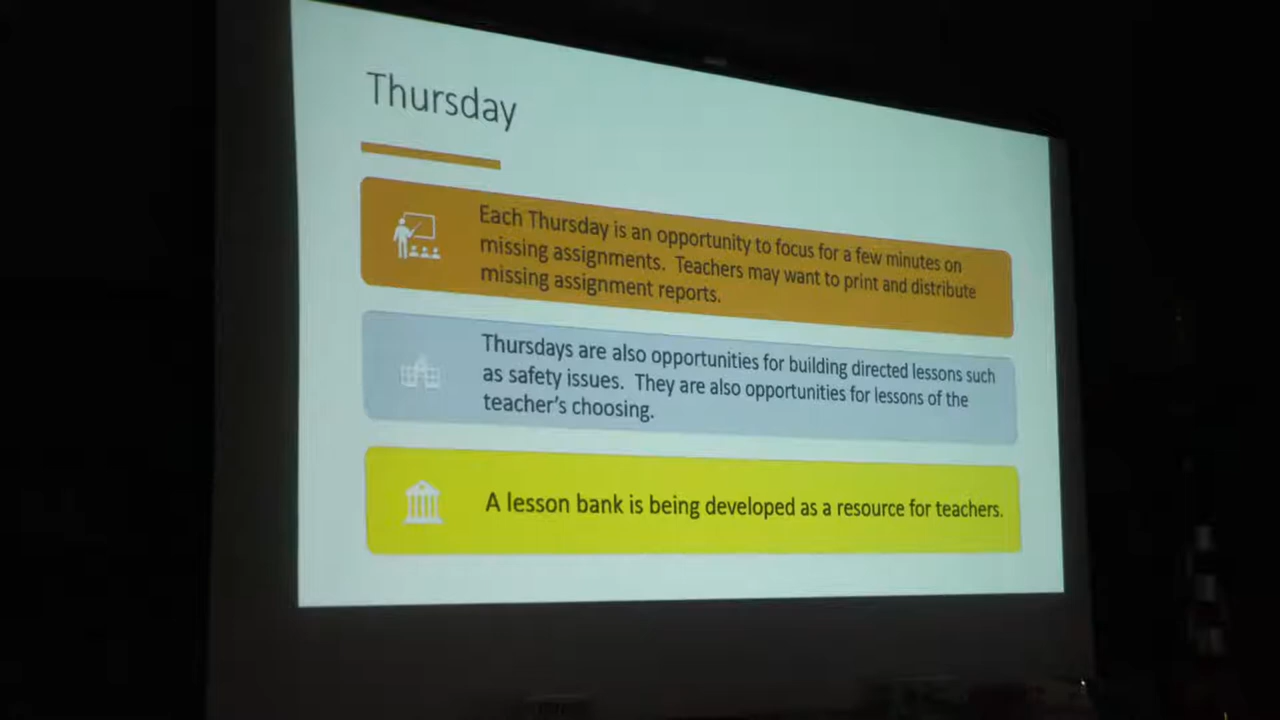 Thursday
Each Thursday is an opportunity to focus for a few minutes on
missing assignments. Teachers may want to print and distribute
missing assignment reports.
Thursdays are also opportunities for building directed lessons such
as safety issues. They are also opportunities for lessons of the
teacher's choosing.
A lesson bank is being developed as a resource for teachers.